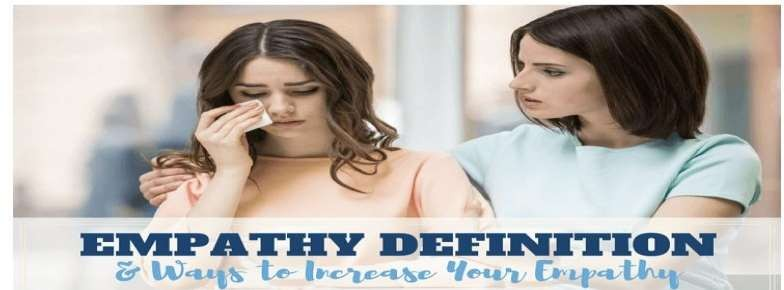 EMPATHY DEFINITION
& Ways to Increase Your Empathy